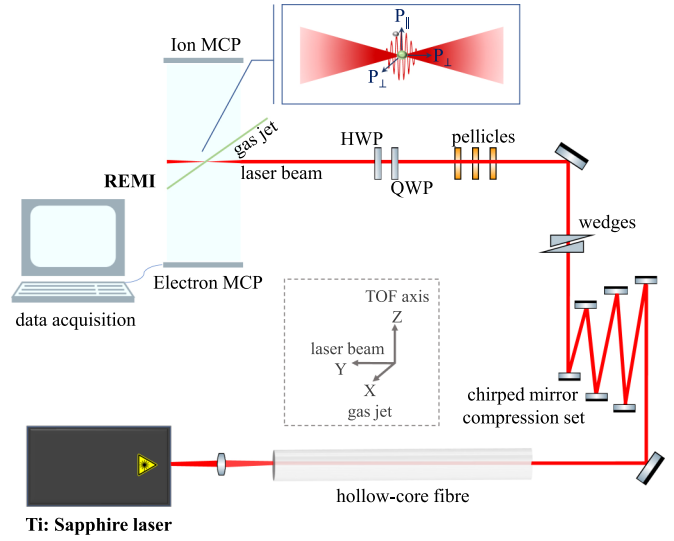 Ion MCP
P∥
P⊥
P⊥
gas jet
HWP
pellicles
REMI
laser beam
QWP
wedges
Electron MCP
data acquisition
TOF axis
Z
laser beam
Y
X
gas jet
chirped mirror
compression set
hollow-core fibre
Ti: Sapphire laser